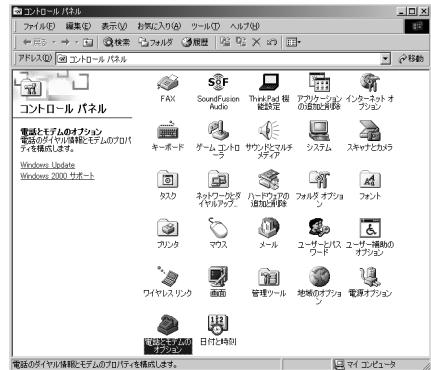 コントロール パネル
ファイル(F) 編集(E) 表示(V) お気に入り(A) ツール(T) ヘルプ(H)
戻る 検索 フォルダ 履歴
アドレス(D) コントロール パネル 移動
コントロール パネル
電話とモデムのオプション
電話のダイヤル情報とモデムのプロパティを構成します。
Windows Update
Windows 2000 サポート
FAX
SoundFusion Audio
ThinkPad 機能設定
アプリケーションの追加と削除
インターネット オプション
キーボード
ゲーム コントローラ
サウンドとマルチメディア
システム
スキャナとカメラ
タスク
ネットワークとダイヤルアップ...
ハードウェアの追加と削除
フォルダ オプション
フォント
プリンタ
マウス
メール
ユーザーとパスワード
ユーザー補助のオプション
ワイヤレス リンク
画面
管理ツール
地域のオプション
電源オプション
電話とモデムのオプション
日付と時刻
電話のダイヤル情報とモデムのプロパティを構成します。 マイ コンピュータ